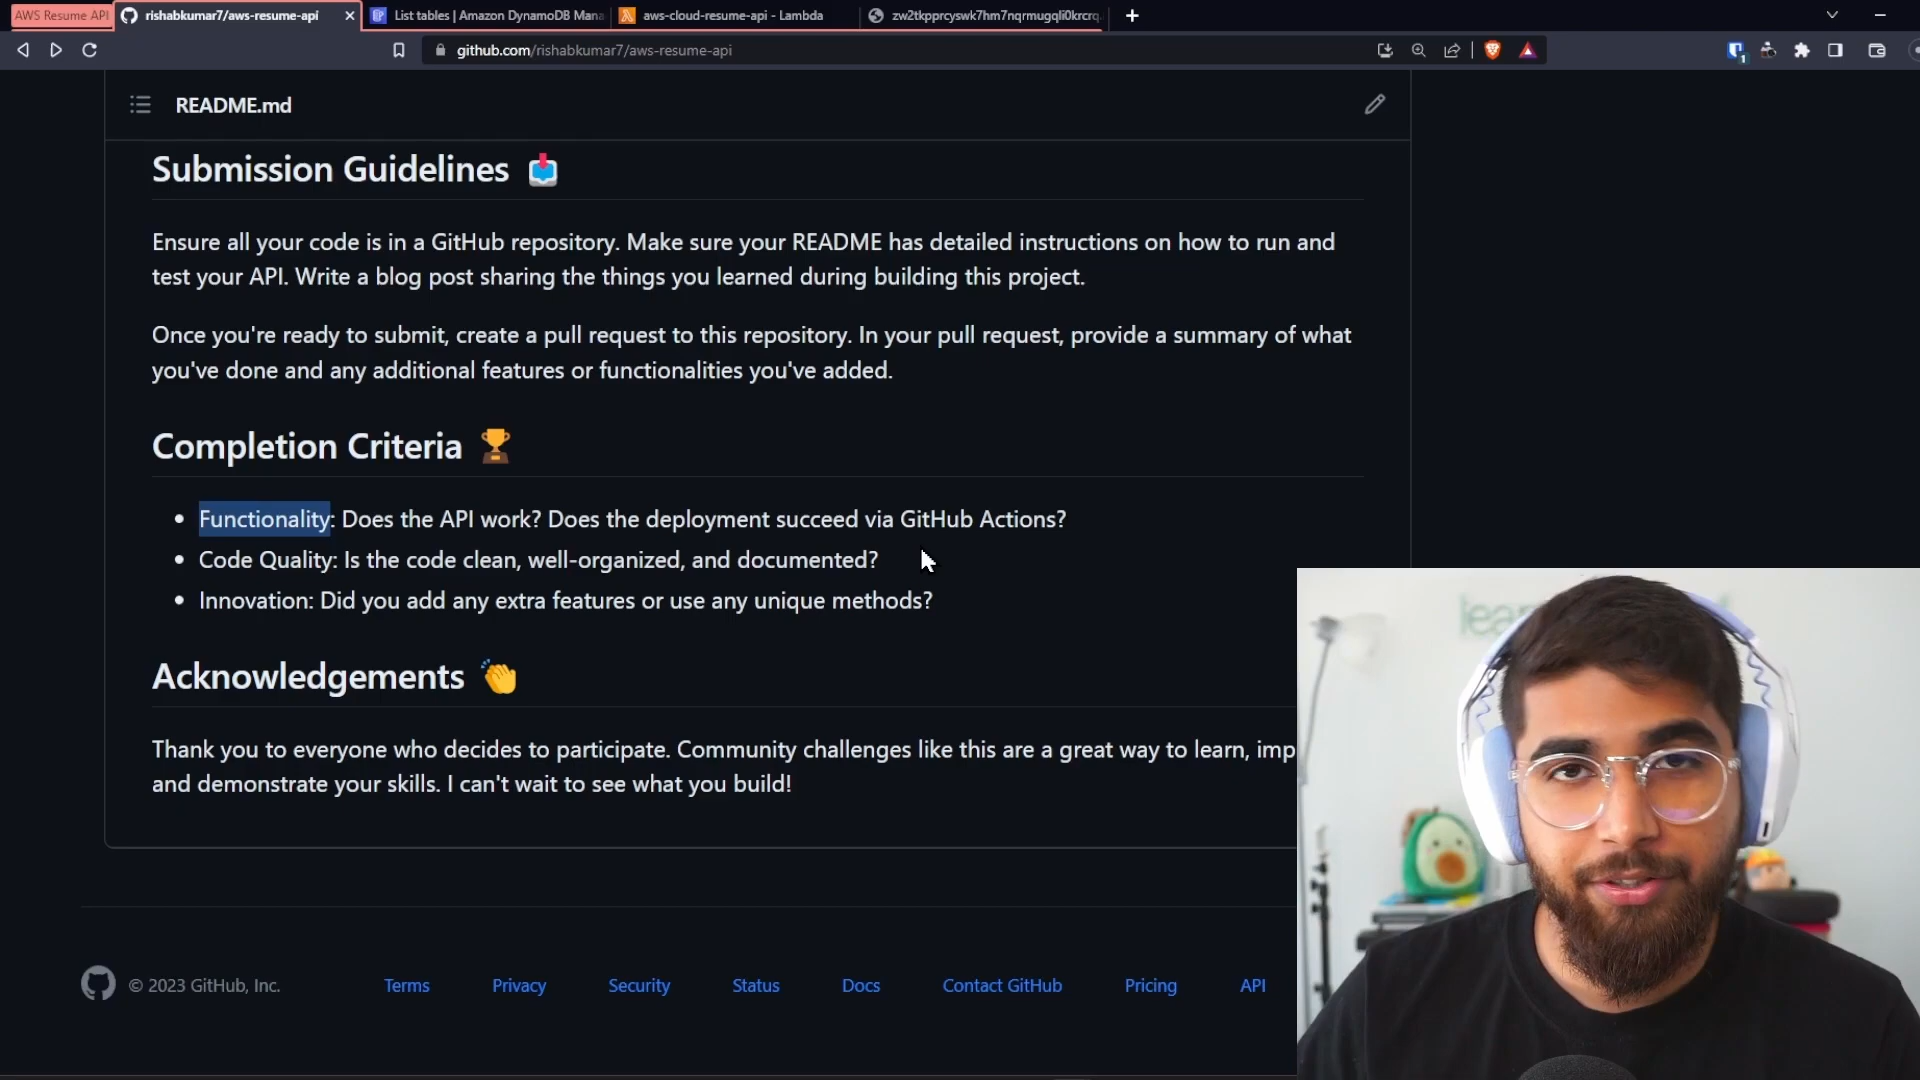 AWS Resume API
rishabkumar7/aws-resume-api
List tables | Amazon DynamoDB Mana
aws-cloud-resume-api - Lambda
zw2tkpprcyswk7hm7nqrmugqli0krcrq
github.com/rishabkumar7/aws-resume-api
1
README.md
Submission Guidelines
Ensure all your code is in a GitHub repository. Make sure your README has detailed instructions on how to run and
test your API. Write a blog post sharing the things you learned during building this project.
Once you're ready to submit, create a pull request to this repository. In your pull request, provide a summary of what
you've done and any additional features or functionalities you've added.
Completion Criteria
• Functionality: Does the API work? Does the deployment succeed via GitHub Actions?
• Code Quality: Is the code clean, well-organized, and documented?
• Innovation: Did you add any extra features or use any unique methods?
Acknowledgements
Thank you to everyone who decides to participate. Community challenges like this are a great way to learn, imp
and demonstrate your skills. I can't wait to see what you build!
© 2023 GitHub, Inc.
Terms
Privacy
Security
Status
Docs
Contact GitHub
Pricing
API